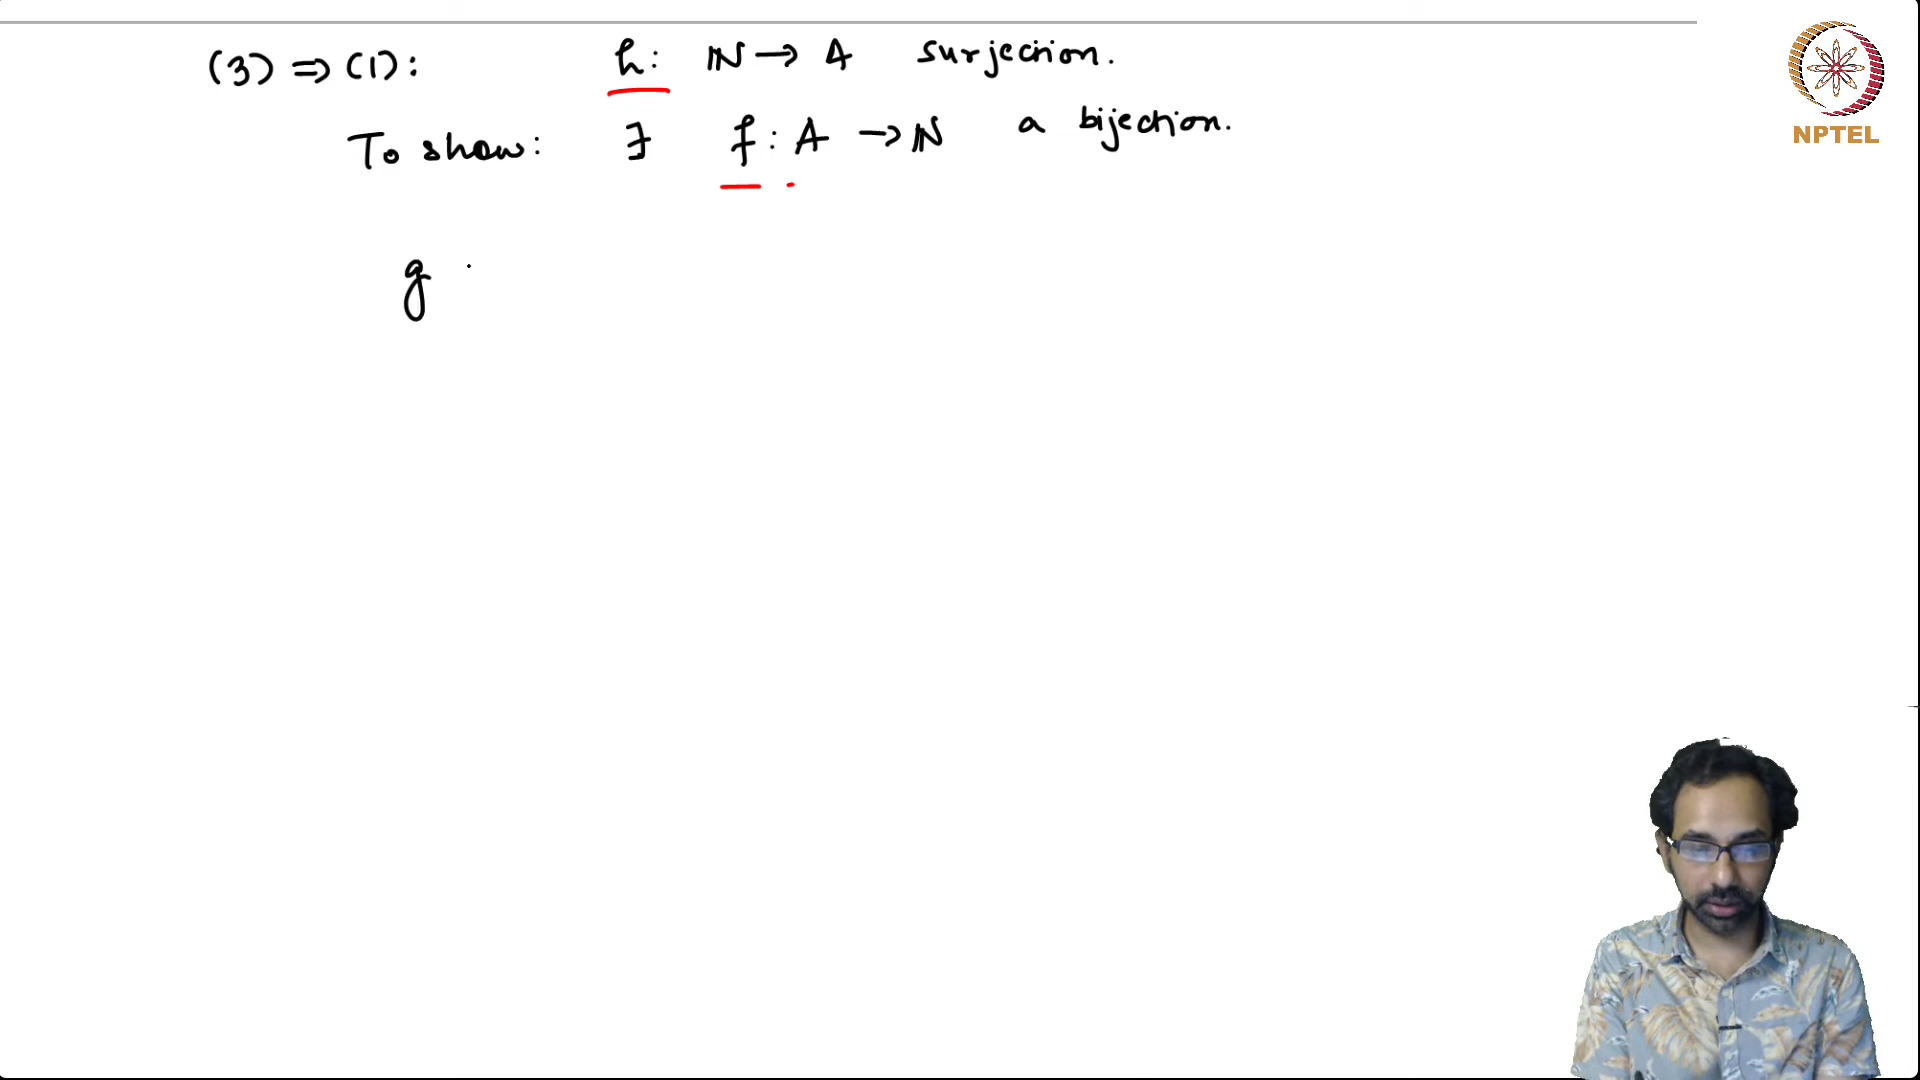 (3) ⇒ (1): h: ℕ → A surjection.
To show: ∃ f: A → ℕ a bijection.
g
NPTEL